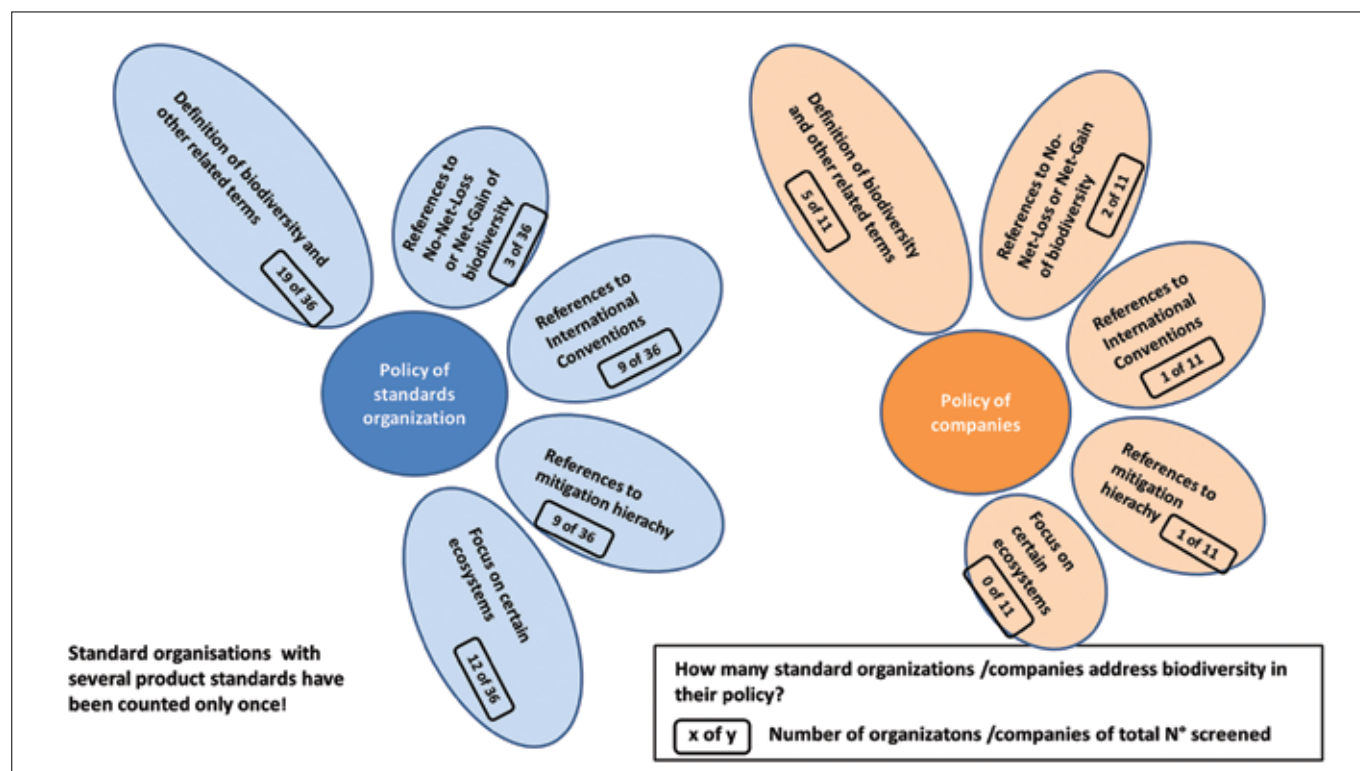 Definition of biodiversity and
other related terms
19 of 36
References to
No-Net-Loss
or Net-Gain of
biodiversity
3 of 36
References to
International
Conventions
9 of 36
Policy of
standards
organization
References to
mitigation hierachy
9 of 36
Focus on certain
ecosystems
12 of 36
Standard organisations with
several product standards have
been counted only once!
Definition of biodiversity
and other related terms
5 of 11
References to No-
Net-Loss or Net-Gain
of biodiversity
2 of 11
References to
International
Conventions
1 of 11
Policy of
companies
References to
mitigation
hierachy
1 of 11
Focus on
certain
ecosystems
0 of 11
How many standard organizations /companies address biodiversity in
their policy?
x of y Number of organizatons /companies of total N° screened